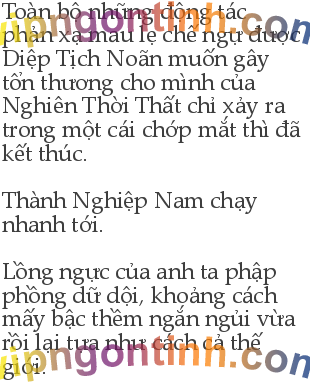 Toàn bộ những động tác
phản xạ mau lẹ chế ngự được
Diệp Tịch Noãn muốn gây
tổn thương cho mình của
Nghiên Thời Thất chỉ xảy ra
trong một cái chớp mắt thì đã
kết thúc.
Thành Nghiệp Nam chạy
nhanh tới.
Lồng ngực của anh ta phập
phồng dữ dội, khoảng cách
mấy bậc thềm ngắn ngủi vừa
rồi lại tựa như cách cả thế
giới.
upngontinh.com
upngontinh.com